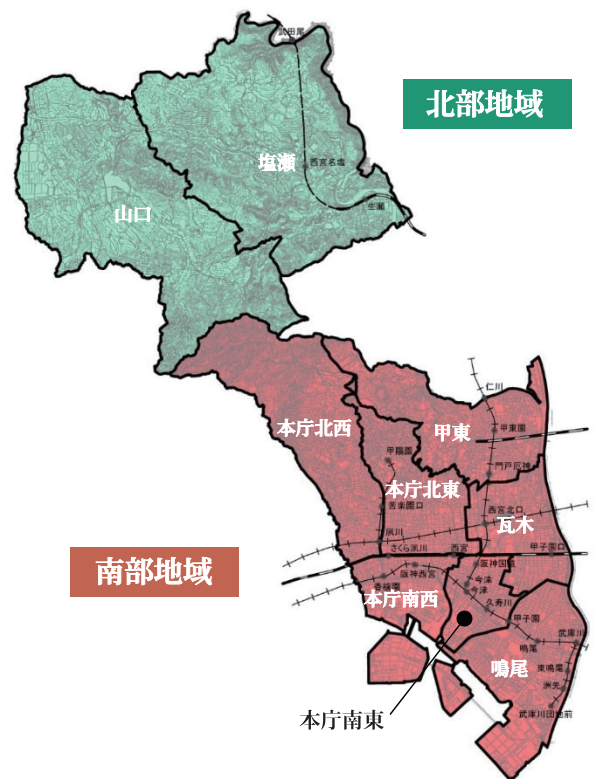 武田尾
北部地域
塩瀬
西宮名塩
生瀬
山口
仁川
本庁北西
甲東
甲東園
甲陽園
門戸厄神
本庁北東
苦楽園口
西宮北口
瓦木
夙川
さくら夙川
西宮
甲子園口
南部地域
阪神国道
阪神西宮
今津
香櫨園
今津
本庁南西
久寿川
甲子園
武庫川
鳴尾
鳴尾
東鳴尾
洲先
本庁南東
武庫川団地前